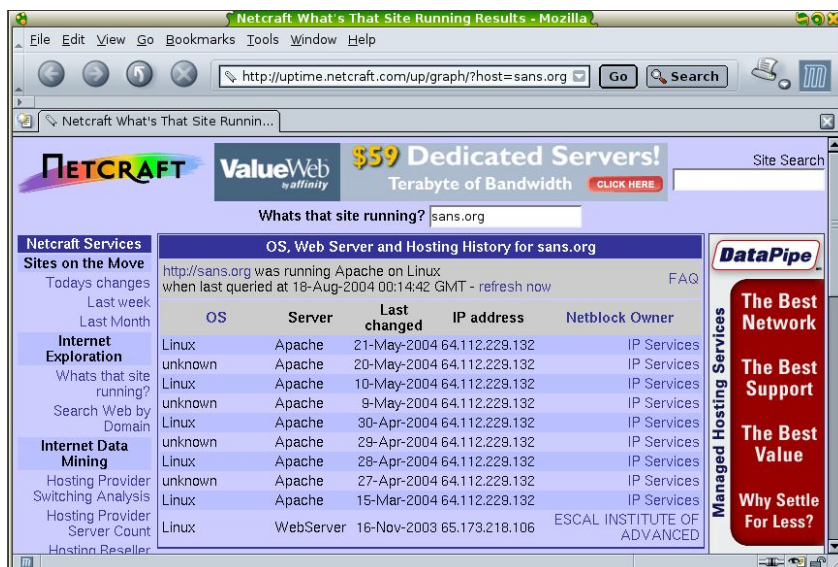 Netcraft What's That Site Running Results - Mozilla
File Edit View Go Bookmarks Tools Window Help
http://uptime.netcraft.com/up/graph/?host=sans.org Go Search
Netcraft What's That Site Runnin...
NETCRAFT
ValueWeb
by affinity
$59 Dedicated Servers!
Terabyte of Bandwidth CLICK HERE
Site Search
Whats that site running? sans.org
Netcraft Services
Sites on the Move
Todays changes
Last week
Last Month
Internet
Exploration
Whats that site
running?
Search Web by
Domain
Internet Data
Mining
Hosting Provider
Switching Analysis
Hosting Provider
Server Count
Hosting Reseller
OS, Web Server and Hosting History for sans.org
http://sans.org was running Apache on Linux
when last queried at 18-Aug-2004 00:14:42 GMT - refresh now
FAQ
OS Server Last changed IP address Netblock Owner
Linux Apache 21-May-2004 64.112.229.132 IP Services
unknown Apache 20-May-2004 64.112.229.132 IP Services
Linux Apache 10-May-2004 64.112.229.132 IP Services
unknown Apache 9-May-2004 64.112.229.132 IP Services
Linux Apache 30-Apr-2004 64.112.229.132 IP Services
unknown Apache 29-Apr-2004 64.112.229.132 IP Services
Linux Apache 28-Apr-2004 64.112.229.132 IP Services
unknown Apache 27-Apr-2004 64.112.229.132 IP Services
Linux Apache 15-Mar-2004 64.112.229.132 IP Services
Linux WebServer 16-Nov-2003 65.173.218.106 ESCAL INSTITUTE OF
ADVANCED
DataPipe
Managed Hosting Services
The Best
Network
The Best
Support
The Best
Value
Why Settle
For Less?